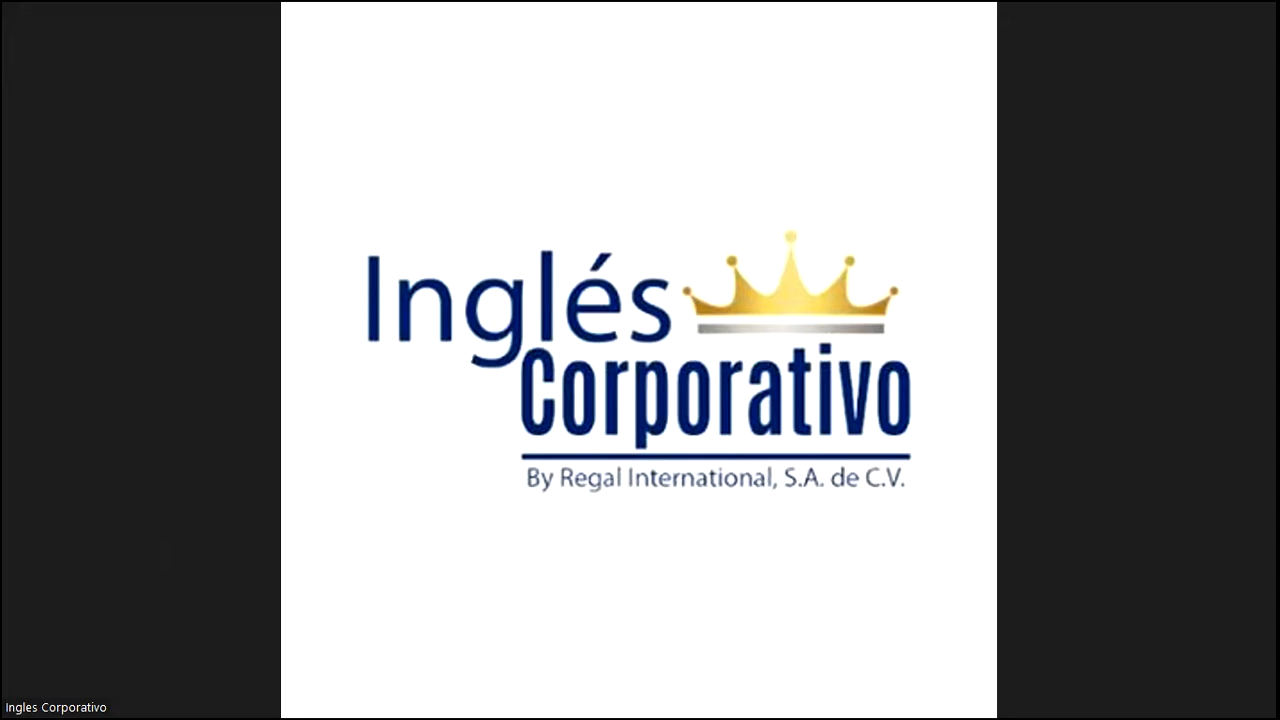 Inglés
Corporativo
By Regal International, S.A. de C.V.
Ingles Corporativo